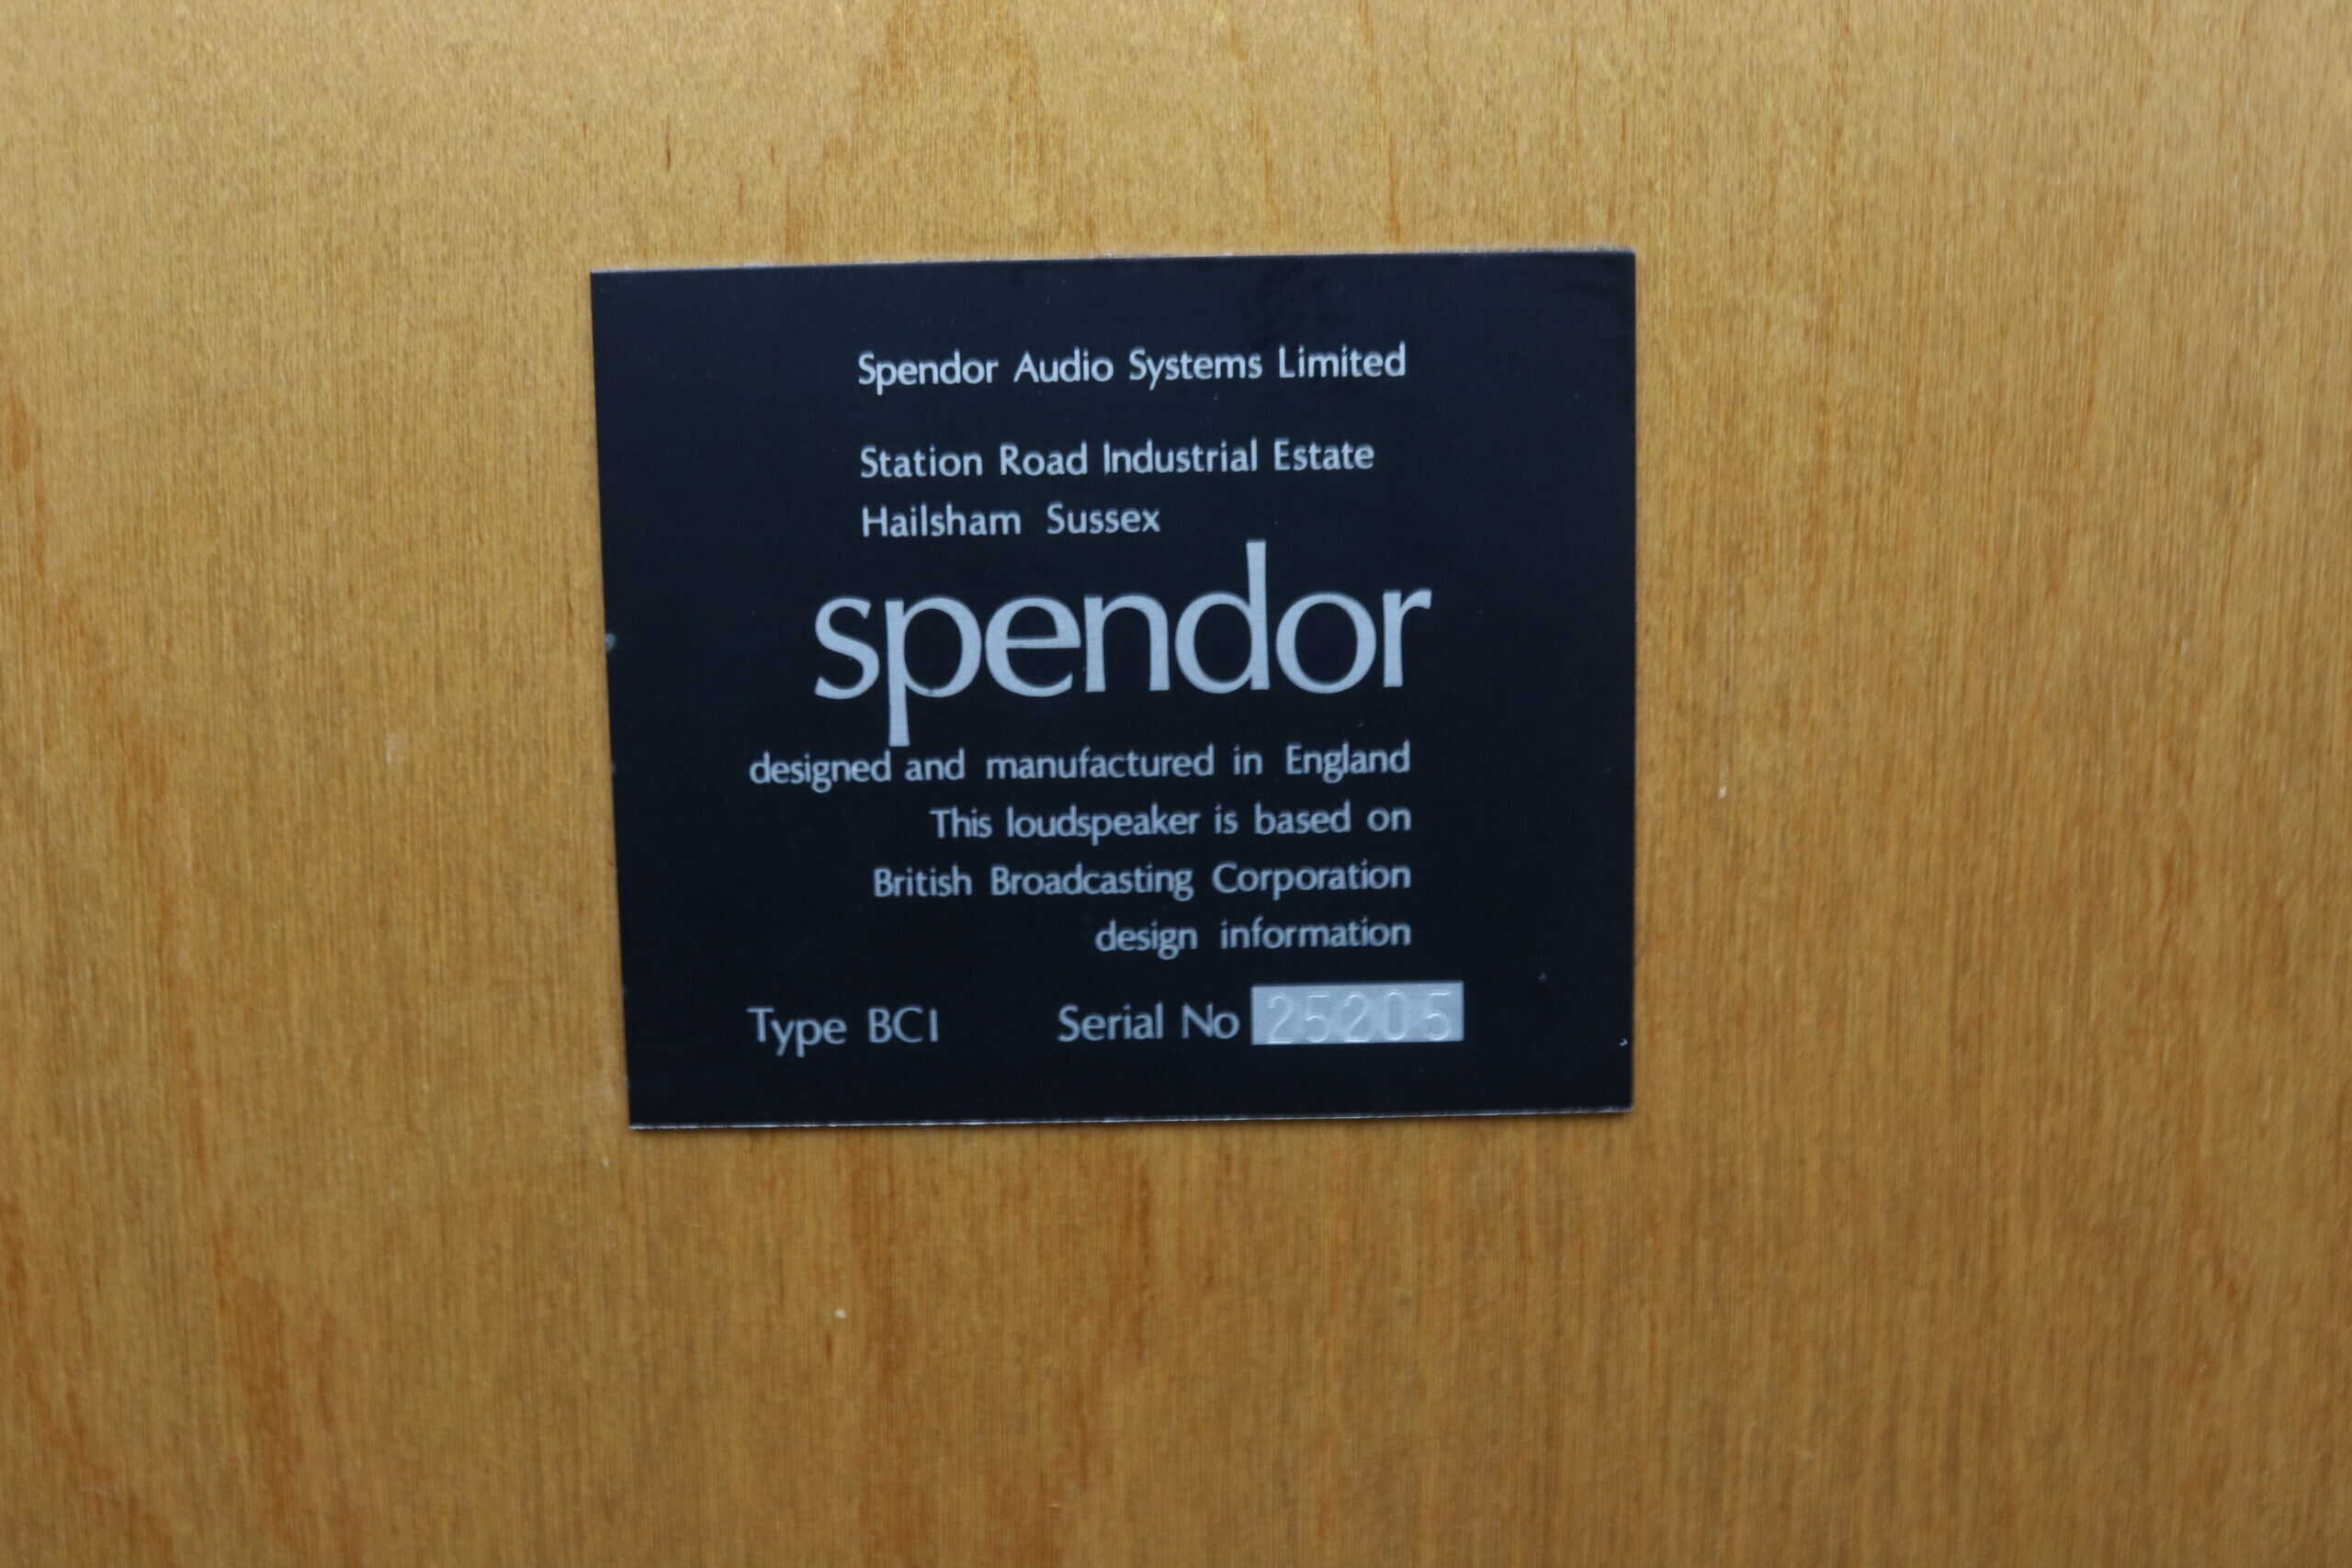 Spendor Audio Systems Limited
Station Road Industrial Estate
Hailsham Sussex
spendor
designed and manufactured in England
This loudspeaker is based on
British Broadcasting Corporation
design information
Type BC1 Serial No 25205